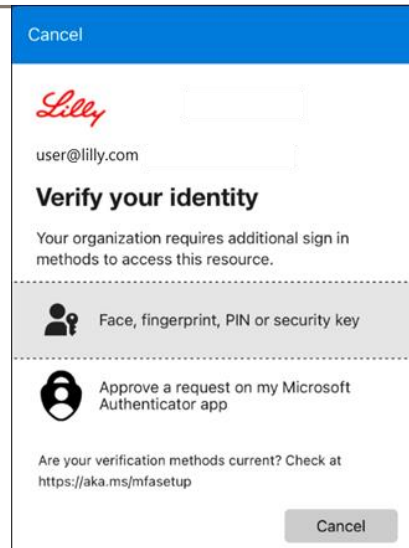 Cancel
Lilly
user@lilly.com
Verify your identity
Your organization requires additional sign in
methods to access this resource.
Face, fingerprint, PIN or security key
Approve a request on my Microsoft
Authenticator app
Are your verification methods current? Check at
https://aka.ms/mfasetup
Cancel